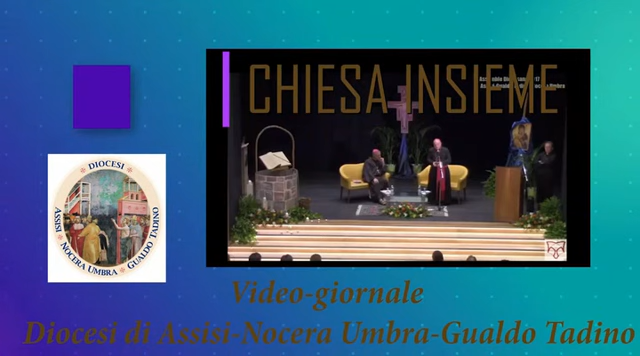 CHIESA INSIEME
DIOCESI
ASSISI NOCERA UMBRA GUALDO TADINO
Video-giornale
Diocesi di Assisi-Nocera Umbra-Gualdo Tadino